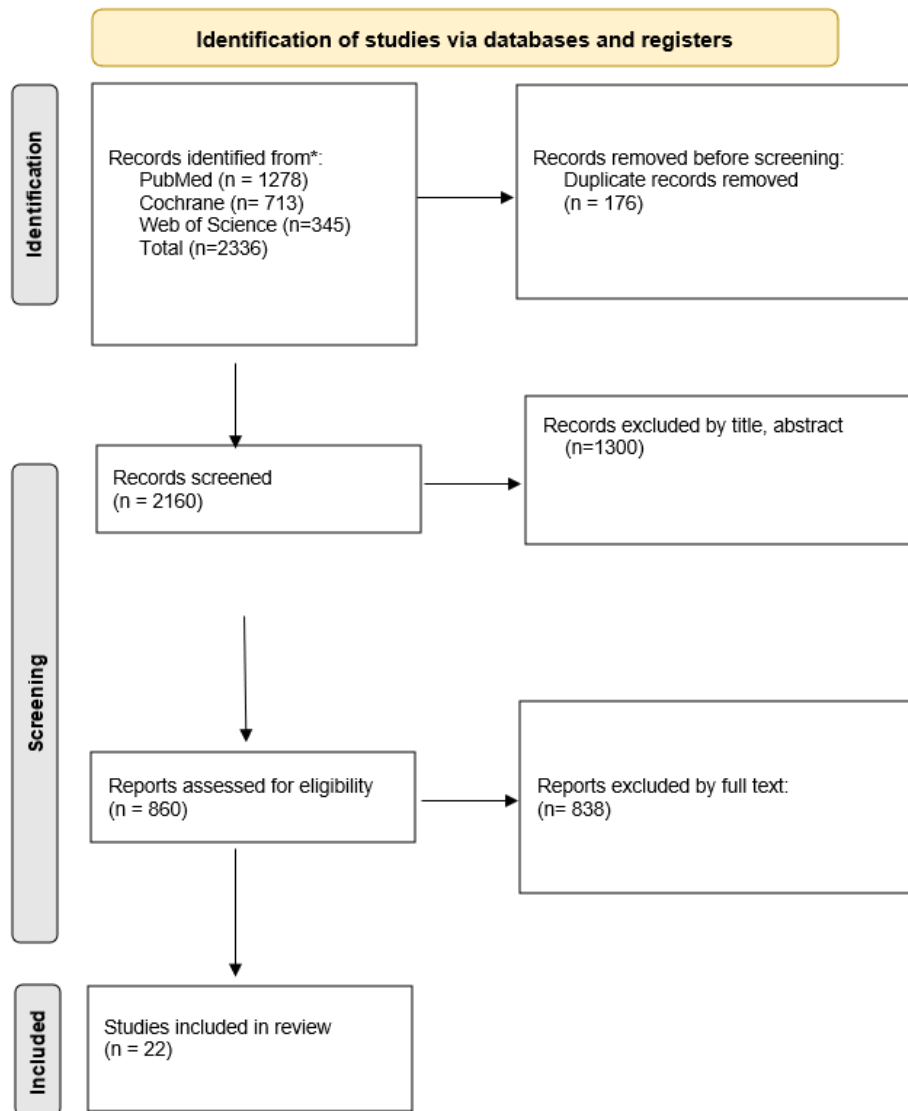 Identification of studies via databases and registers
Identification
Records identified from*:
PubMed (n = 1278)
Cochrane (n= 713)
Web of Science (n=345)
Total (n=2336)
Records removed before screening:
Duplicate records removed
(n = 176)
Screening
Records screened
(n = 2160)
Records excluded by title, abstract
(n=1300)
Reports assessed for eligibility
(n = 860)
Reports excluded by full text:
(n= 838)
Included
Studies included in review
(n = 22)